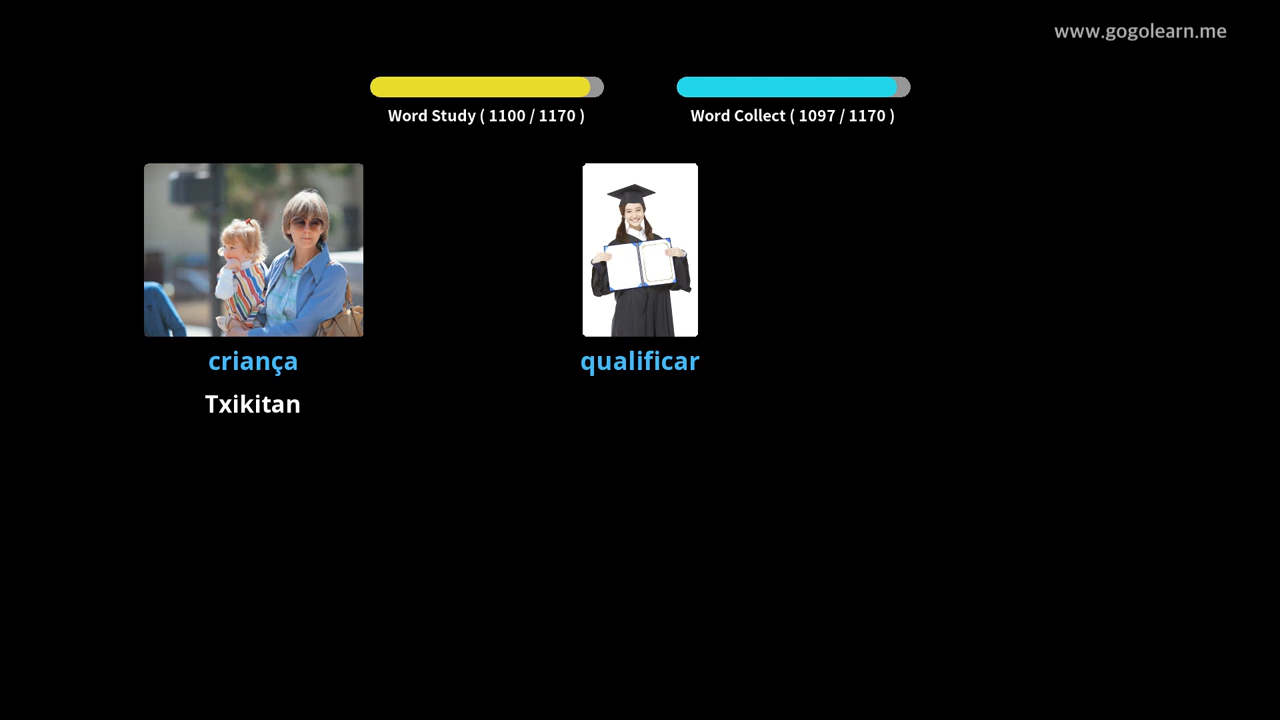 www.gogolearn.me
Word Study ( 1100 / 1170 )
Word Collect ( 1097 / 1170 )
criança
Txikitan
qualificar